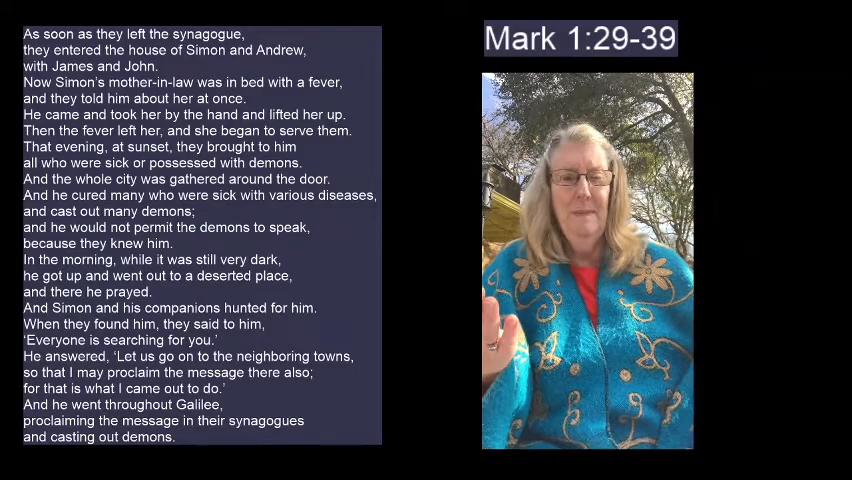 As soon as they left the synagogue,
they entered the house of Simon and Andrew,
with James and John.
Now Simon's mother-in-law was in bed with a fever,
and they told him about her at once.
He came and took her by the hand and lifted her up.
Then the fever left her, and she began to serve them.
That evening, at sunset, they brought to him
all who were sick or possessed with demons.
And the whole city was gathered around the door.
And he cured many who were sick with various diseases,
and cast out many demons;
and he would not permit the demons to speak,
because they knew him.
In the morning, while it was still very dark,
he got up and went out to a deserted place,
and there he prayed.
And Simon and his companions hunted for him.
When they found him, they said to him,
'Everyone is searching for you.'
He answered, 'Let us go on to the neighboring towns,
so that I may proclaim the message there also;
for that is what I came out to do.'
And he went throughout Galilee,
proclaiming the message in their synagogues
and casting out demons.
Mark 1:29-39